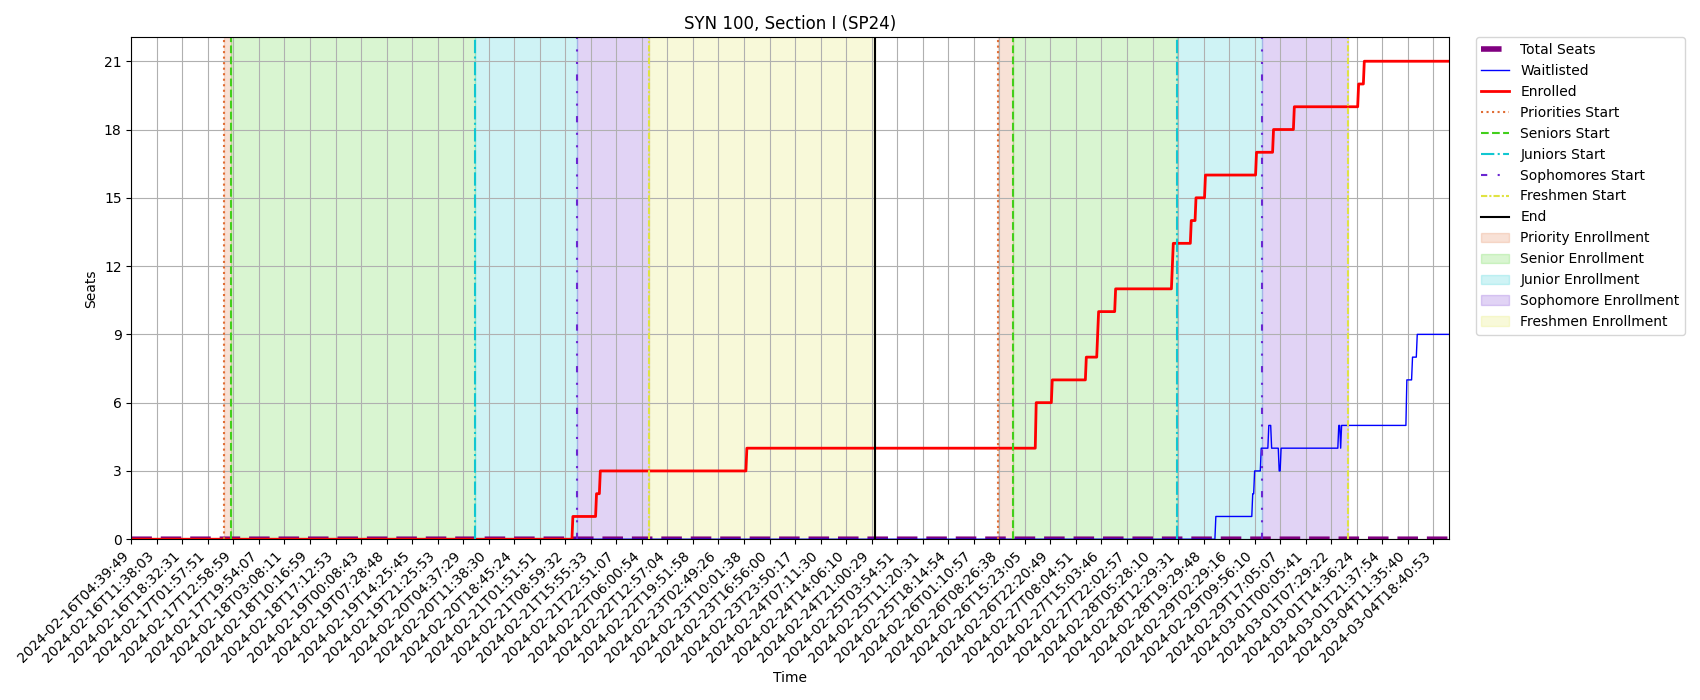 SYN 100, Section I (SP24)
Seats
21
18
15
12
9
6
3
0
2024-02-16T04:39:49
2024-02-16T11:38:03
2024-02-16T18:32:31
2024-02-17T01:57:51
2024-02-17T12:58:59
2024-02-17T19:54:07
2024-02-18T03:08:11
2024-02-18T10:16:59
2024-02-18T17:12:53
2024-02-19T00:08:43
2024-02-19T07:28:48
2024-02-19T14:25:45
2024-02-19T21:25:53
2024-02-20T04:37:29
2024-02-20T11:38:30
2024-02-20T18:45:24
2024-02-21T01:51:51
2024-02-21T08:59:32
2024-02-21T15:55:33
2024-02-21T22:51:07
2024-02-22T06:00:54
2024-02-22T12:57:04
2024-02-22T19:51:58
2024-02-23T02:49:26
2024-02-23T10:01:38
2024-02-23T16:56:00
2024-02-23T23:50:17
2024-02-24T07:11:30
2024-02-24T14:06:10
2024-02-24T21:00:29
2024-02-25T03:54:51
2024-02-25T11:20:31
2024-02-25T18:14:54
2024-02-26T01:10:57
2024-02-26T08:26:38
2024-02-26T15:23:05
2024-02-26T22:20:49
2024-02-27T08:04:51
2024-02-27T15:03:46
2024-02-27T22:02:57
2024-02-28T05:28:10
2024-02-28T12:29:31
2024-02-28T19:29:48
2024-02-29T02:29:16
2024-02-29T09:56:10
2024-02-29T17:05:07
2024-03-01T00:05:41
2024-03-01T07:29:22
2024-03-01T14:36:24
2024-03-01T21:37:54
2024-03-04T11:35:40
2024-03-04T18:40:53
Time
Total Seats
Waitlisted
Enrolled
Priorities Start
Seniors Start
Juniors Start
Sophomores Start
Freshmen Start
End
Priority Enrollment
Senior Enrollment
Junior Enrollment
Sophomore Enrollment
Freshmen Enrollment